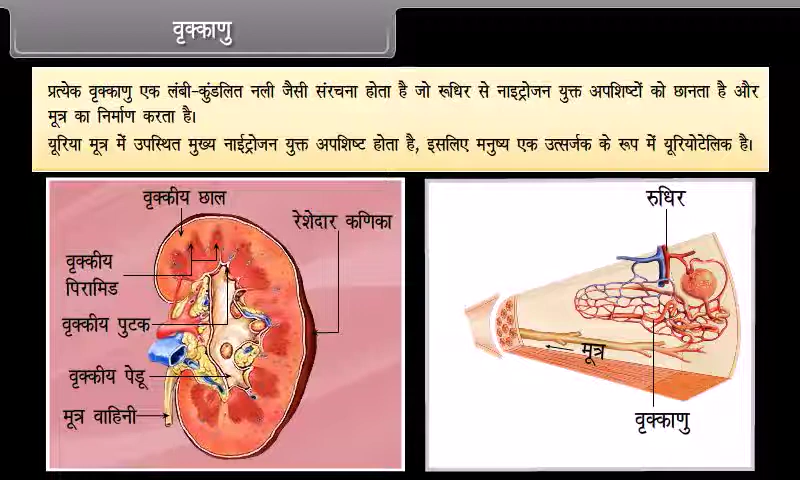 वृक्काणु
प्रत्येक वृक्काणु एक लंबी-कुंडलित नली जैसी संरचना होता है जो रूधिर से नाइट्रोजन युक्त अपशिष्टों को छानता है और
मूत्र का निर्माण करता है।
यूरिया मूत्र में उपस्थित मुख्य नाईट्रोजन युक्त अपशिष्ट होता है, इसलिए मनुष्य एक उत्सर्जक के रूप में यूरियोटेलिक है।
वृक्कीय छाल
रेशेदार कणिका
वृक्कीय
पिरामिड
वृक्कीय पुटक
वृक्कीय पेडू
मूत्र वाहिनी
रुधिर
मूत्र
वृक्काणु